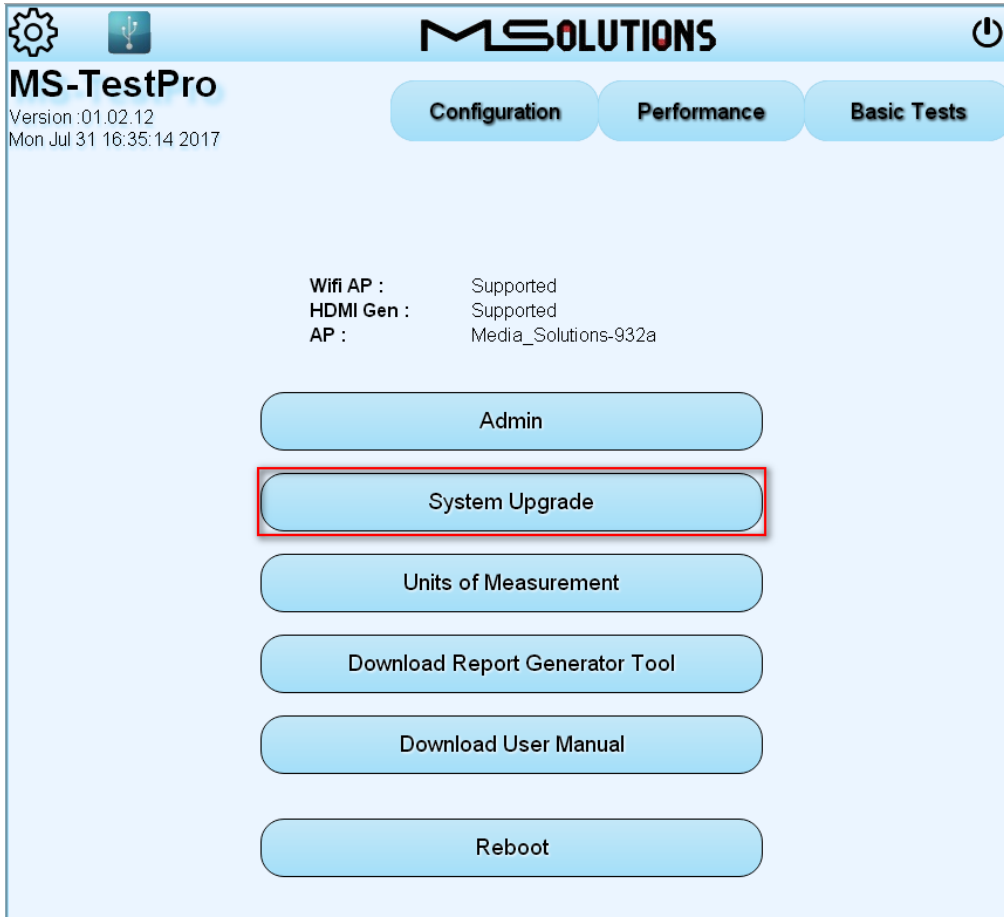 MSOLUTIONS
MS-TestPro
Version :01.02.12
Mon Jul 31 16:35:14 2017
Configuration Performance Basic Tests
Wifi AP : Supported
HDMI Gen : Supported
AP : Media_Solutions-932a
Admin
System Upgrade
Units of Measurement
Download Report Generator Tool
Download User Manual
Reboot